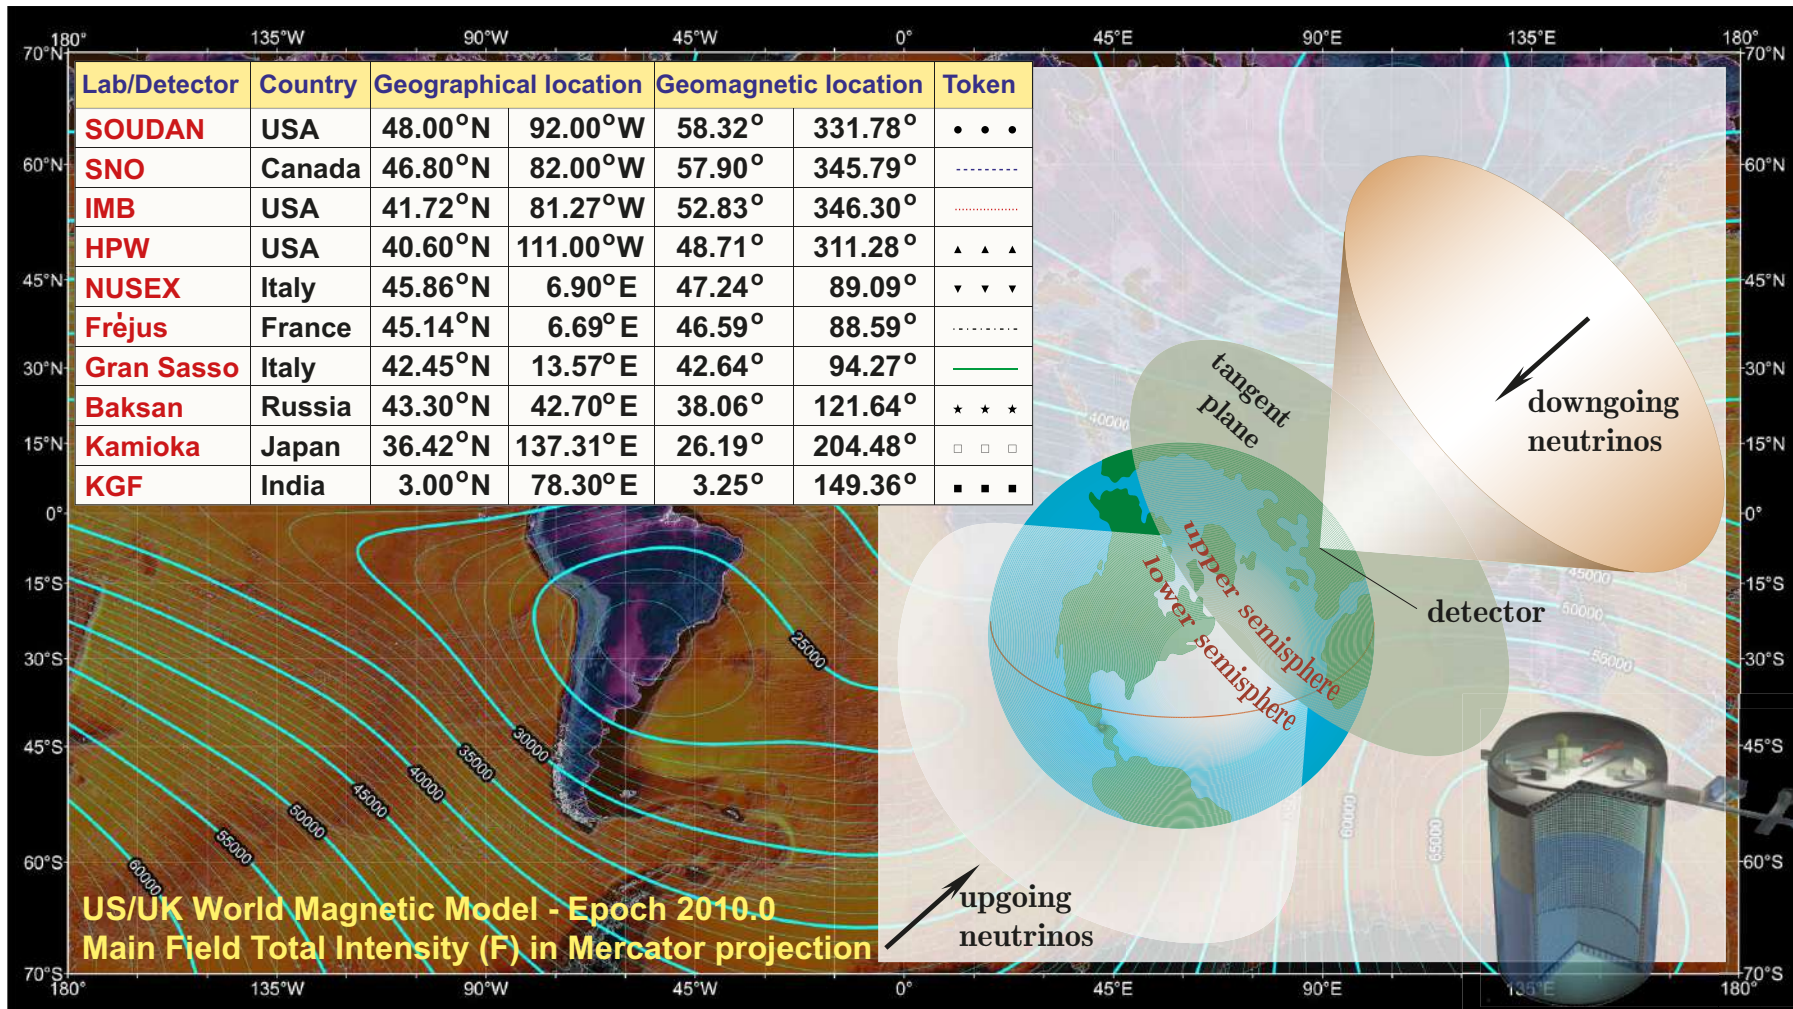 180° 135°W 90°W 45°W 0° 45°E 90°E 135°E 180°
70°N 70°N
Lab/Detector Country Geographical location Geomagnetic location Token
SOUDAN USA 48.00°N 92.00°W 58.32° 331.78°
SNO Canada 46.80°N 82.00°W 57.90° 345.79°
IMB USA 41.72°N 81.27°W 52.83° 346.30°
HPW USA 40.60°N 111.00°W 48.71° 311.28°
NUSEX Italy 45.86°N 6.90°E 47.24° 89.09°
Fréjus France 45.14°N 6.69°E 46.59° 88.59°
Gran Sasso Italy 42.45°N 13.57°E 42.64° 94.27°
Baksan Russia 43.30°N 42.70°E 38.06° 121.64°
Kamioka Japan 36.42°N 137.31°E 26.19° 204.48°
KGF India 3.00°N 78.30°E 3.25° 149.36°
60°N 60°N
45°N 45°N
30°N 30°N
15°N 15°N
0° 0°
15°S 15°S
30°S 30°S
45°S 45°S
60°S 60°S
70°S 70°S
tangent
plane
downgoing
neutrinos
40000
upper semisphere
lower semisphere
detector
45000
50000
55000
25000
30000
35000
40000
45000
50000
55000
60000
60000
65000
upgoing
neutrinos
US/UK World Magnetic Model - Epoch 2010.0
Main Field Total Intensity (F) in Mercator projection
180° 135°W 90°W 45°W 0° 45°E 90°E 135°E 180°